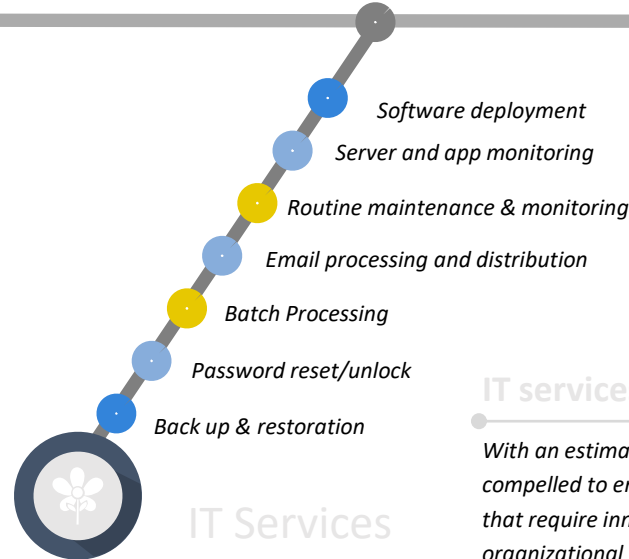 Software deployment
Server and app monitoring
Routine maintenance & monitoring
Email processing and distribution
Batch Processing
Password reset/unlock
Back up & restoration
IT Services
IT service
With an estima
compelled to e
that require inn
organizational